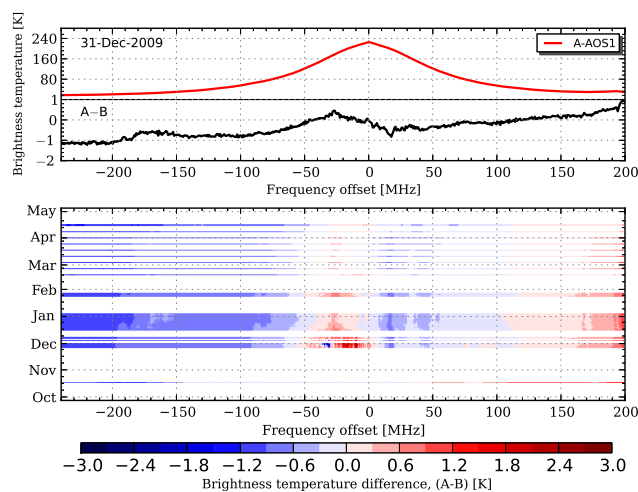 Brightness temperature [K]
240
160
80
1
0
−1
−2
31-Dec-2009
A-AOS1
A−B
−200 −150 −100 −50 0 50 100 150 200
Frequency offset [MHz]
May
Apr
Mar
Feb
Jan
Dec
Nov
Oct
−200 −150 −100 −50 0 50 100 150 200
Frequency offset [MHz]
−3.0 −2.4 −1.8 −1.2 −0.6 0.0 0.6 1.2 1.8 2.4 3.0
Brightness temperature difference, (A-B) [K]